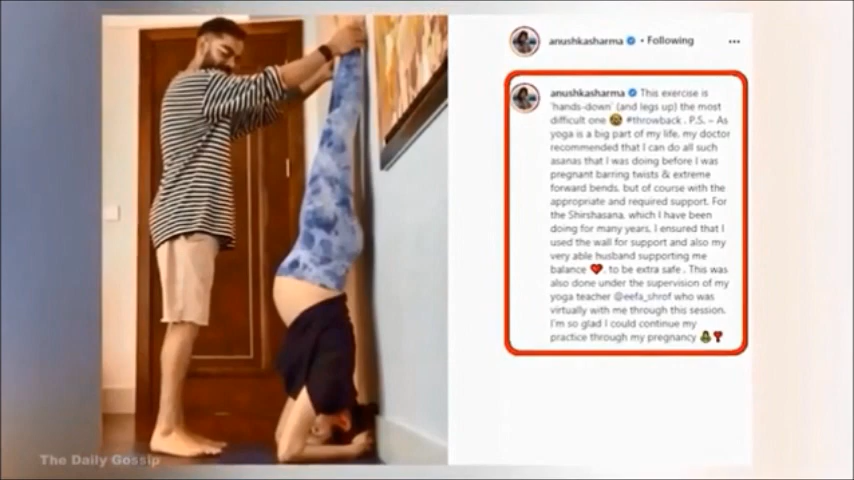 anushkasharma • Following
anushkasharma This exercise is
'hands-down' (and legs up) the most
difficult one #throwback . P.S. – As
yoga is a big part of my life, my doctor
recommended that I can do all such
asanas that I was doing before I was
pregnant barring twists & extreme
forward bends, but of course with the
appropriate and required support. For
the Shirshasana, which I have been
doing for many years, I ensured that I
used the wall for support and also my
very able husband supporting me
balance ❤️, to be extra safe . This was
also done under the supervision of my
yoga teacher @eefa_shrof who was
virtually with me through this session.
I'm so glad I could continue my
practice through my pregnancy
The Daily Gossip